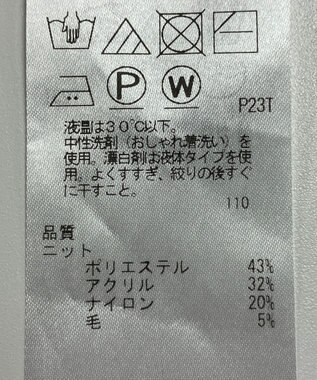 P W
P23T
液温は30℃以下。
中性洗剤(おしゃれ着洗い)を
使用。漂白剤は液体タイプを使
用。よくすすぎ、絞りの後すぐ
に干すこと。
110
品質
ニット
ポリエステル 43%
アクリル 32%
ナイロン 20%
毛 5%